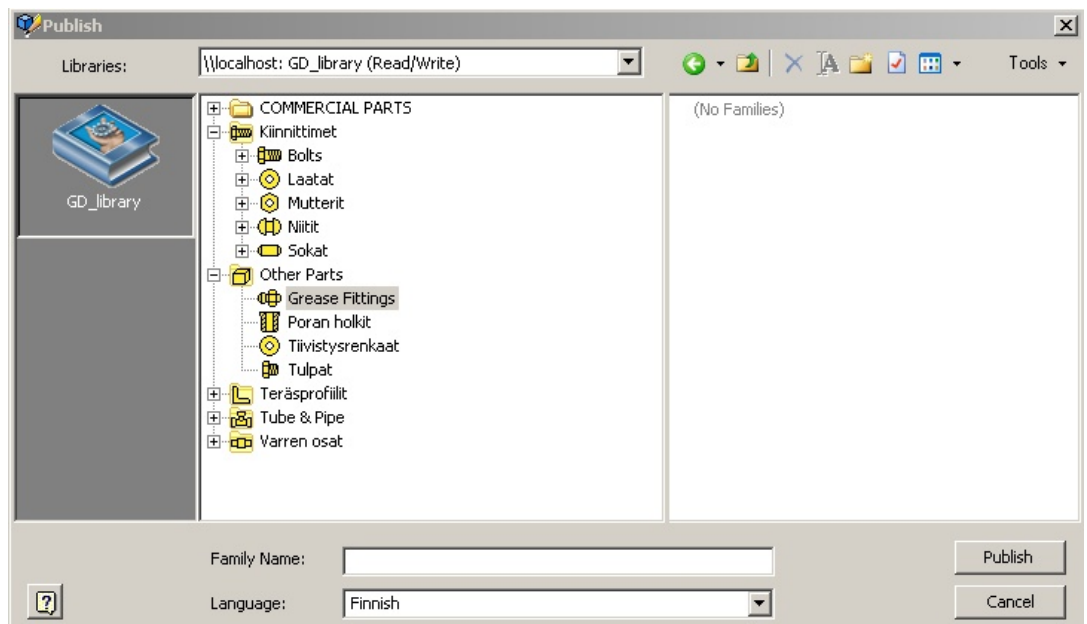 Publish
Libraries:
\\localhost: GD_library (Read/Write)
Tools
GD_library
COMMERCIAL PARTS
Kiinnittimet
Bolts
Laatat
Mutterit
Niitit
Sokat
Other Parts
Grease Fittings
Poran holkit
Tiivistysrenkaat
Tulpat
Teräsprofiilit
Tube & Pipe
Varren osat
(No Families)
Family Name:
Publish
Language:
Finnish
Cancel